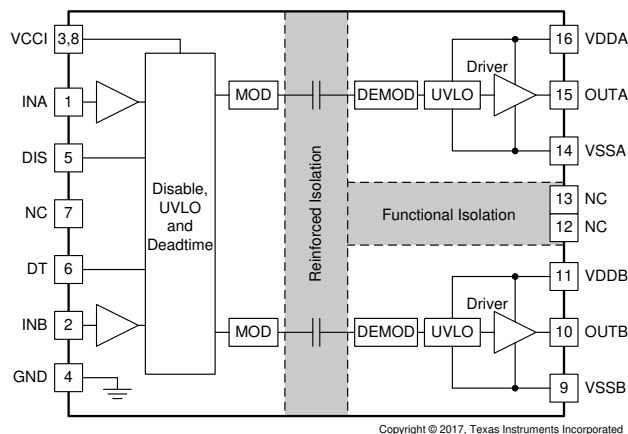 VCCI 3,8
INA 1
DIS 5
NC 7
DT 6
INB 2
GND 4
Disable,
UVLO
and
Deadtime
MOD
MOD
Reinforced Isolation
DEMOD UVLO
Driver
Functional Isolation
DEMOD UVLO
Driver
16 VDDA
15 OUTA
14 VSSA
13 NC
12 NC
11 VDDB
10 OUTB
9 VSSB
Copyright © 2017, Texas Instruments Incorporated